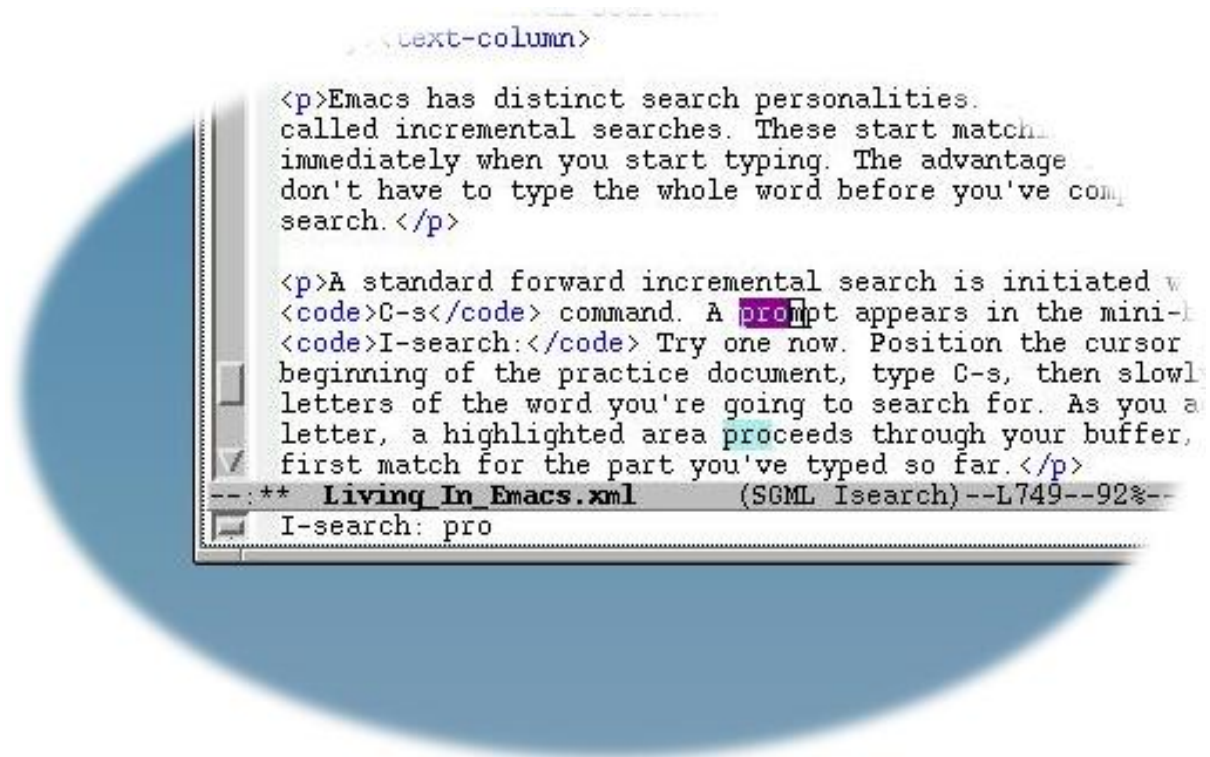 text-column>
<p>Emacs has distinct search personalities.
called incremental searches. These start
immediately when you start typing. The advantage
don't have to type the whole word before you've
search.</p>
<p>A standard forward incremental search is initiated
<code>C-s</code> command. A prompt appears in the
<code>I-search:</code> Try one now. Position the cursor
beginning of the practice document, type C-s, then
letters of the word you're going to search for. As you
letter, a highlighted area proceeds through your buffer,
first match for the part you've typed so far.</p>
--:** Living_In_Emacs.xml (SGML Isearch)--L749--92%--
I-search: pro